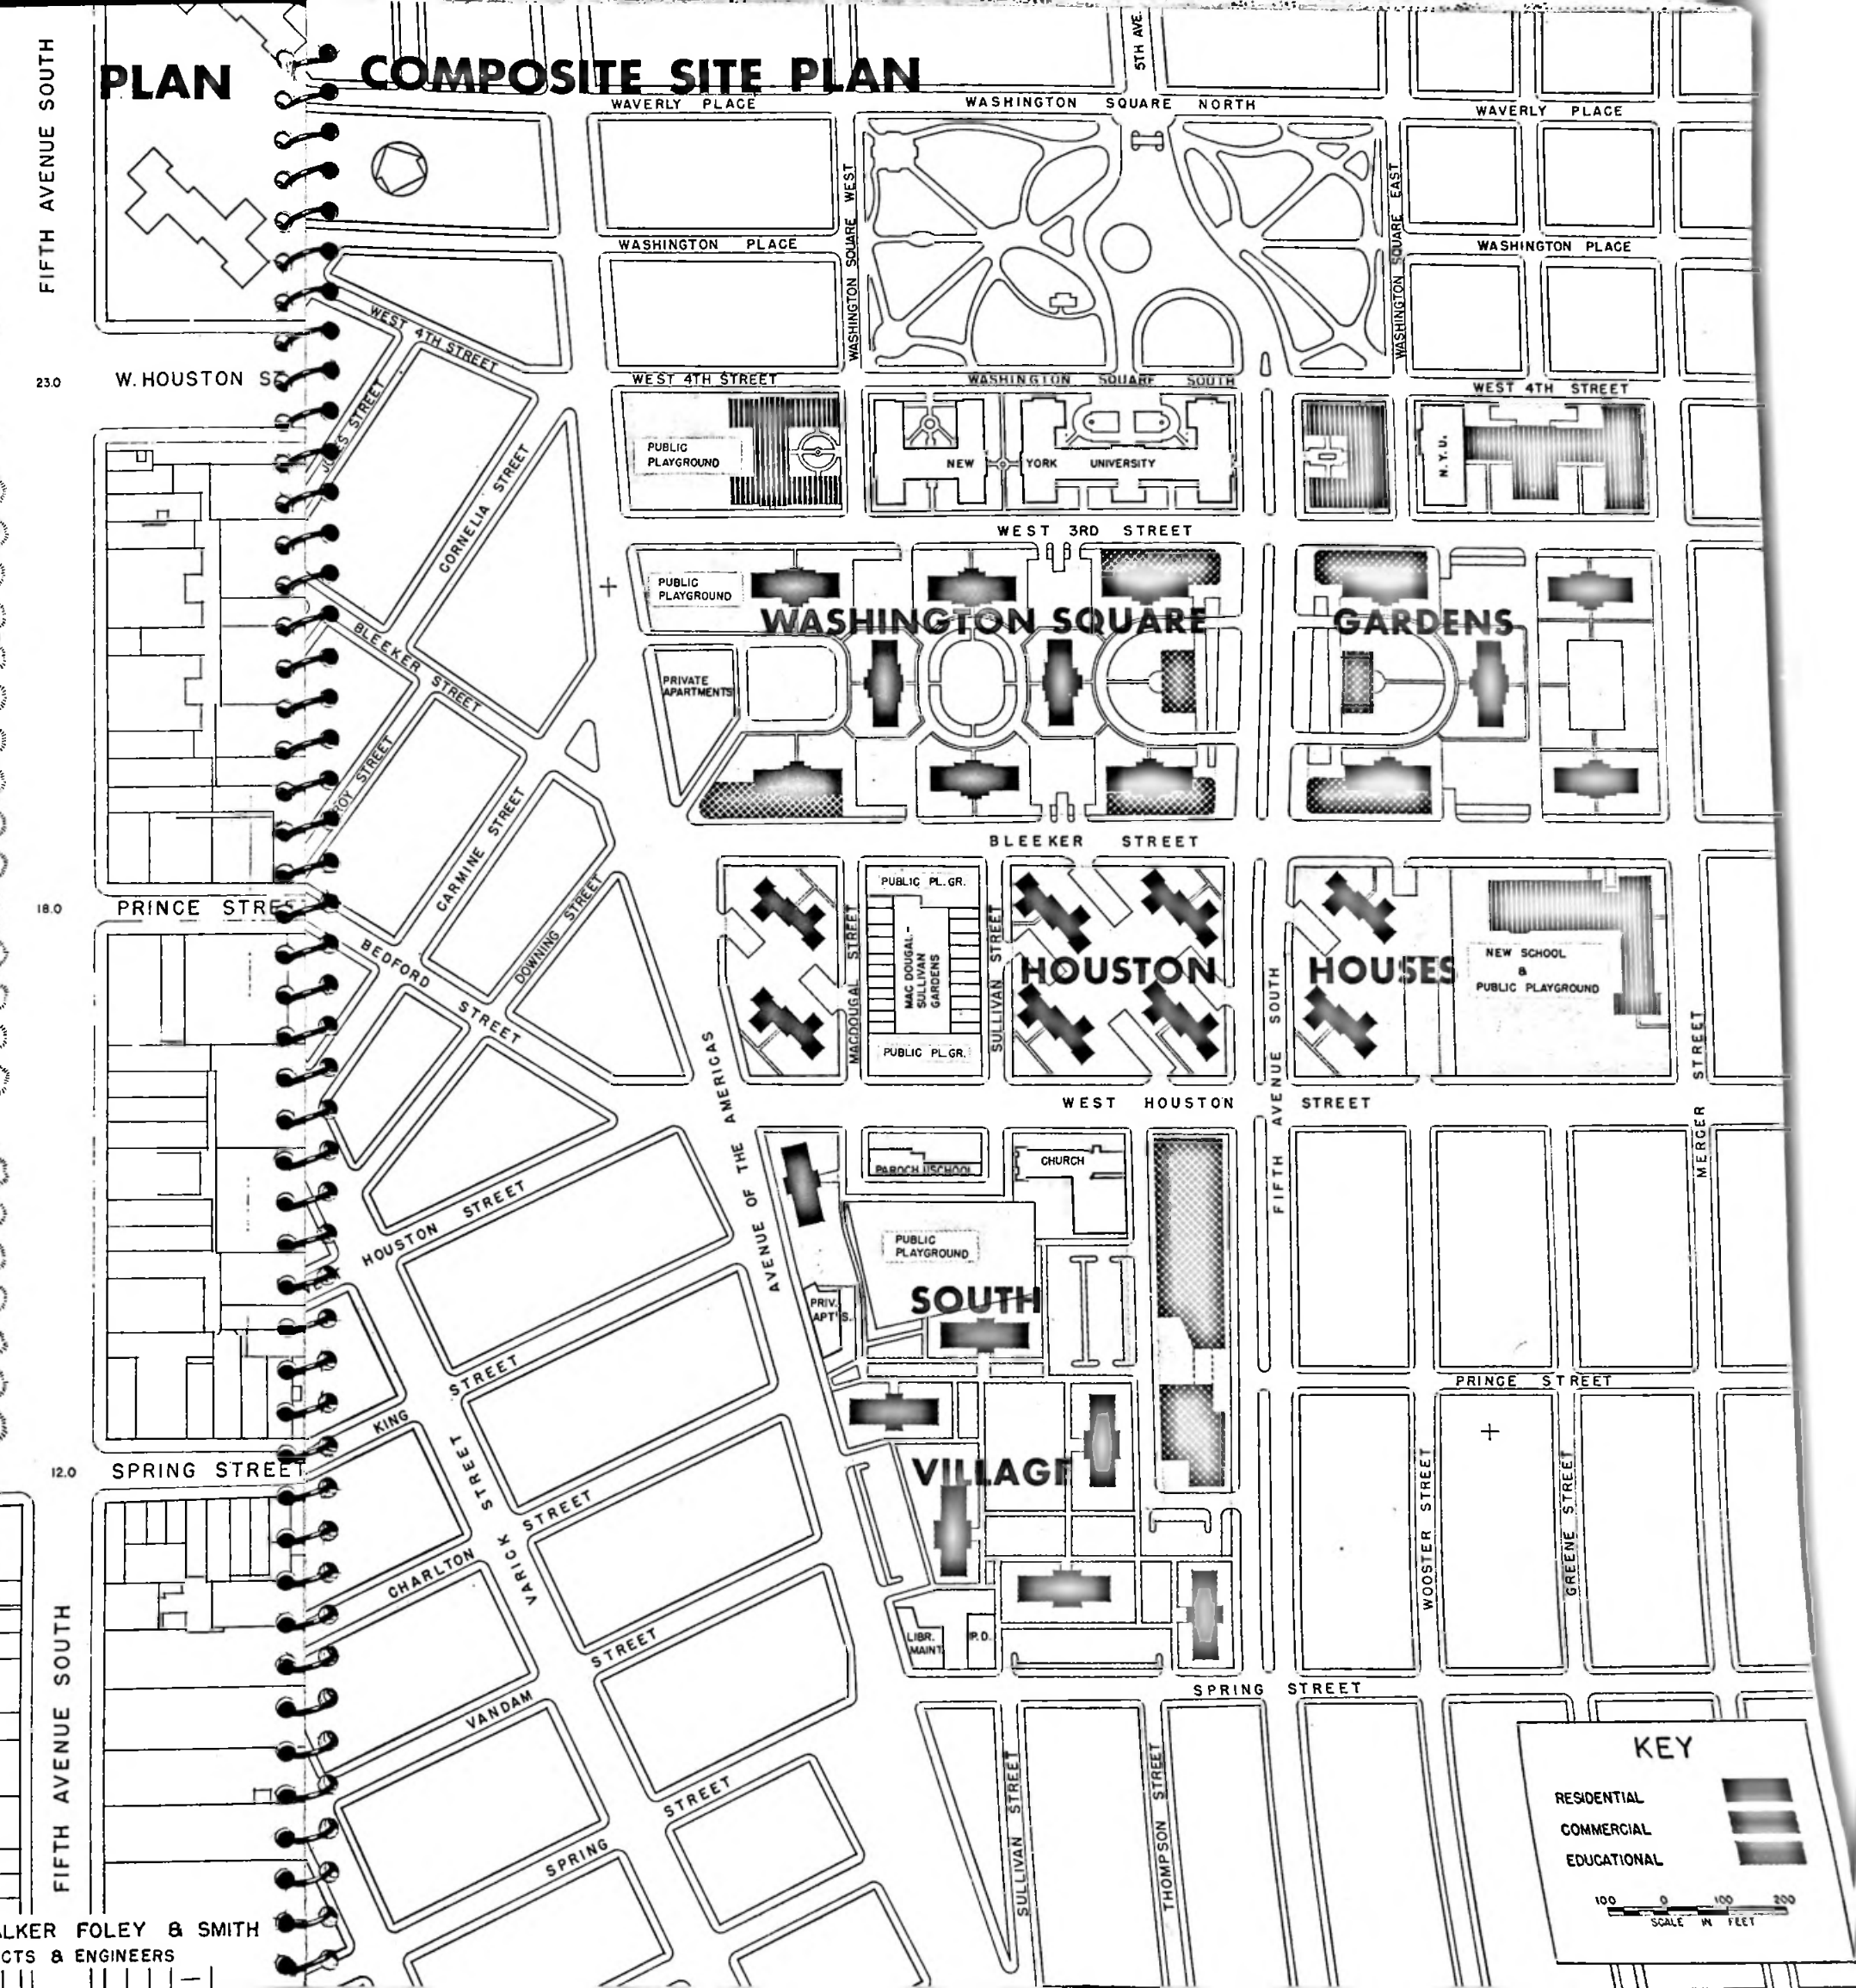 PLAN
COMPOSITE SITE PLAN
5TH AVE.
FIFTH AVENUE SOUTH
WAVERLY PLACE
WASHINGTON SQUARE NORTH
WAVERLY PLACE
WASHINGTON SQUARE WEST
WASHINGTON SQUARE EAST
WASHINGTON PLACE
WASHINGTON PLACE
WEST 4TH STREET
23.0
W. HOUSTON
WEST 4TH STREET
WASHINGTON SQUARE SOUTH
WEST 4TH STREET
STREET
CORNELIA STREET
PUBLIC
PLAYGROUND
NEW YORK UNIVERSITY
N.Y.U.
WEST 3RD STREET
PUBLIC
PLAYGROUND
WASHINGTON SQUARE GARDENS
BLEEKER STREET
PRIVATE
APARTMENTS
ROY STREET
CARMINE STREET
BLEEKER STREET
18.0
PRINCE STREET
DOWNING STREET
BEDFORD STREET
MACDOUGAL STREET
PUBLIC PL.GR.
MAC DOUGAL-
SULLIVAN
GARDENS
PUBLIC PL.GR.
SULLIVAN STREET
HOUSTON HOUSES
NEW SCHOOL
&
PUBLIC PLAYGROUND
FIFTH AVENUE SOUTH
MERCER STREET
AVENUE OF THE AMERICAS
WEST HOUSTON STREET
HOUSTON STREET
PAROCH SCHOOL
CHURCH
PUBLIC
PLAYGROUND
SOUTH
PRIV.
APT'S.
KING STREET
PRINCE STREET
VILLAGE
12.0
SPRING STREET
VARICK STREET
CHARLTON STREET
WOOSTER STREET
GREENE STREET
LIBR.
MAINT.
P.D.
VANDAM STREET
SPRING STREET
FIFTH AVENUE SOUTH
SPRING STREET
SULLIVAN STREET
THOMPSON STREET
KEY
RESIDENTIAL
COMMERCIAL
EDUCATIONAL
100 0 100 200
SCALE IN FEET
ALKER FOLEY & SMITH
CTS & ENGINEERS